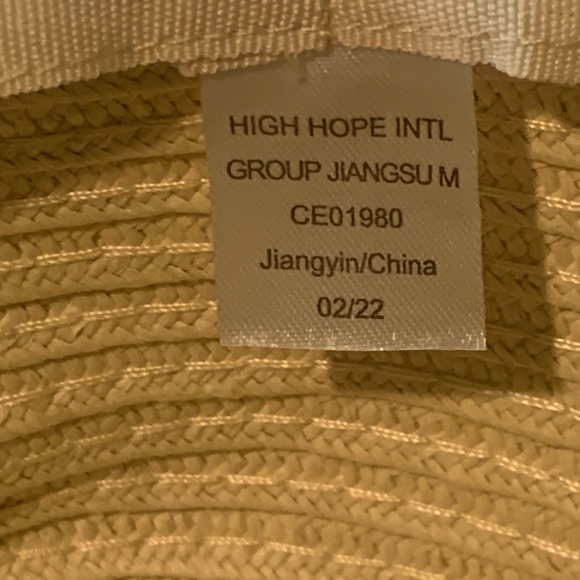 HIGH HOPE INTL
GROUP JIANGSU M
CE01980
Jiangyin/China
02/22